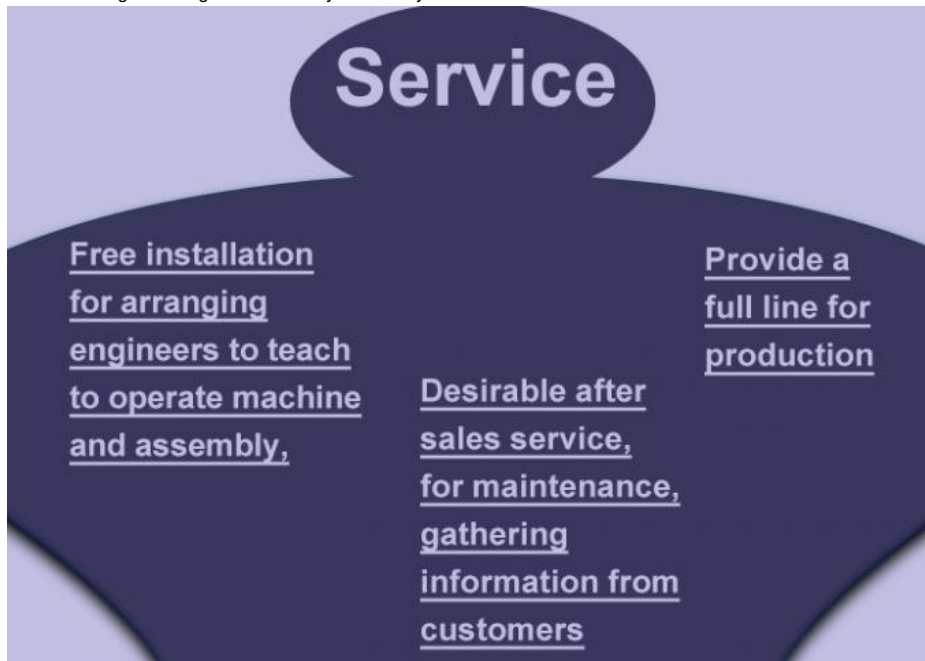 Service
Free installation
for arranging
engineers to teach
to operate machine
and assembly,
Desirable after
sales service,
for maintenance,
gathering
information from
customers
Provide a
full line for
production